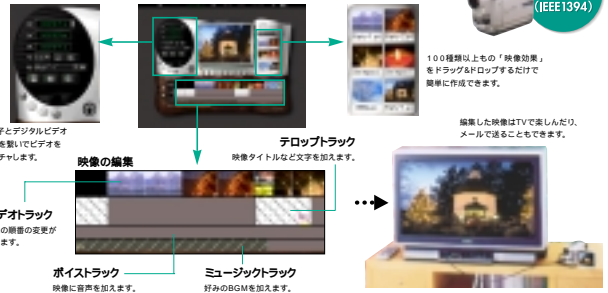 (IEEE1394)
100種類以上もの「映像効果」
をドラッグ&ドロップするだけで
簡単に作成できます。
編集した映像はTVで楽しんだり、
メールで送ることもできます。
子とデジタルビデオ
を繋いでビデオを
チャします。
映像の編集
テロップトラック
映像タイトルなど文字を加えます。
デオトラック
の順番の変更が
ます。
ボイストラック
映像に音声を加えます。
ミュージックトラック
好みのBGMを加えます。